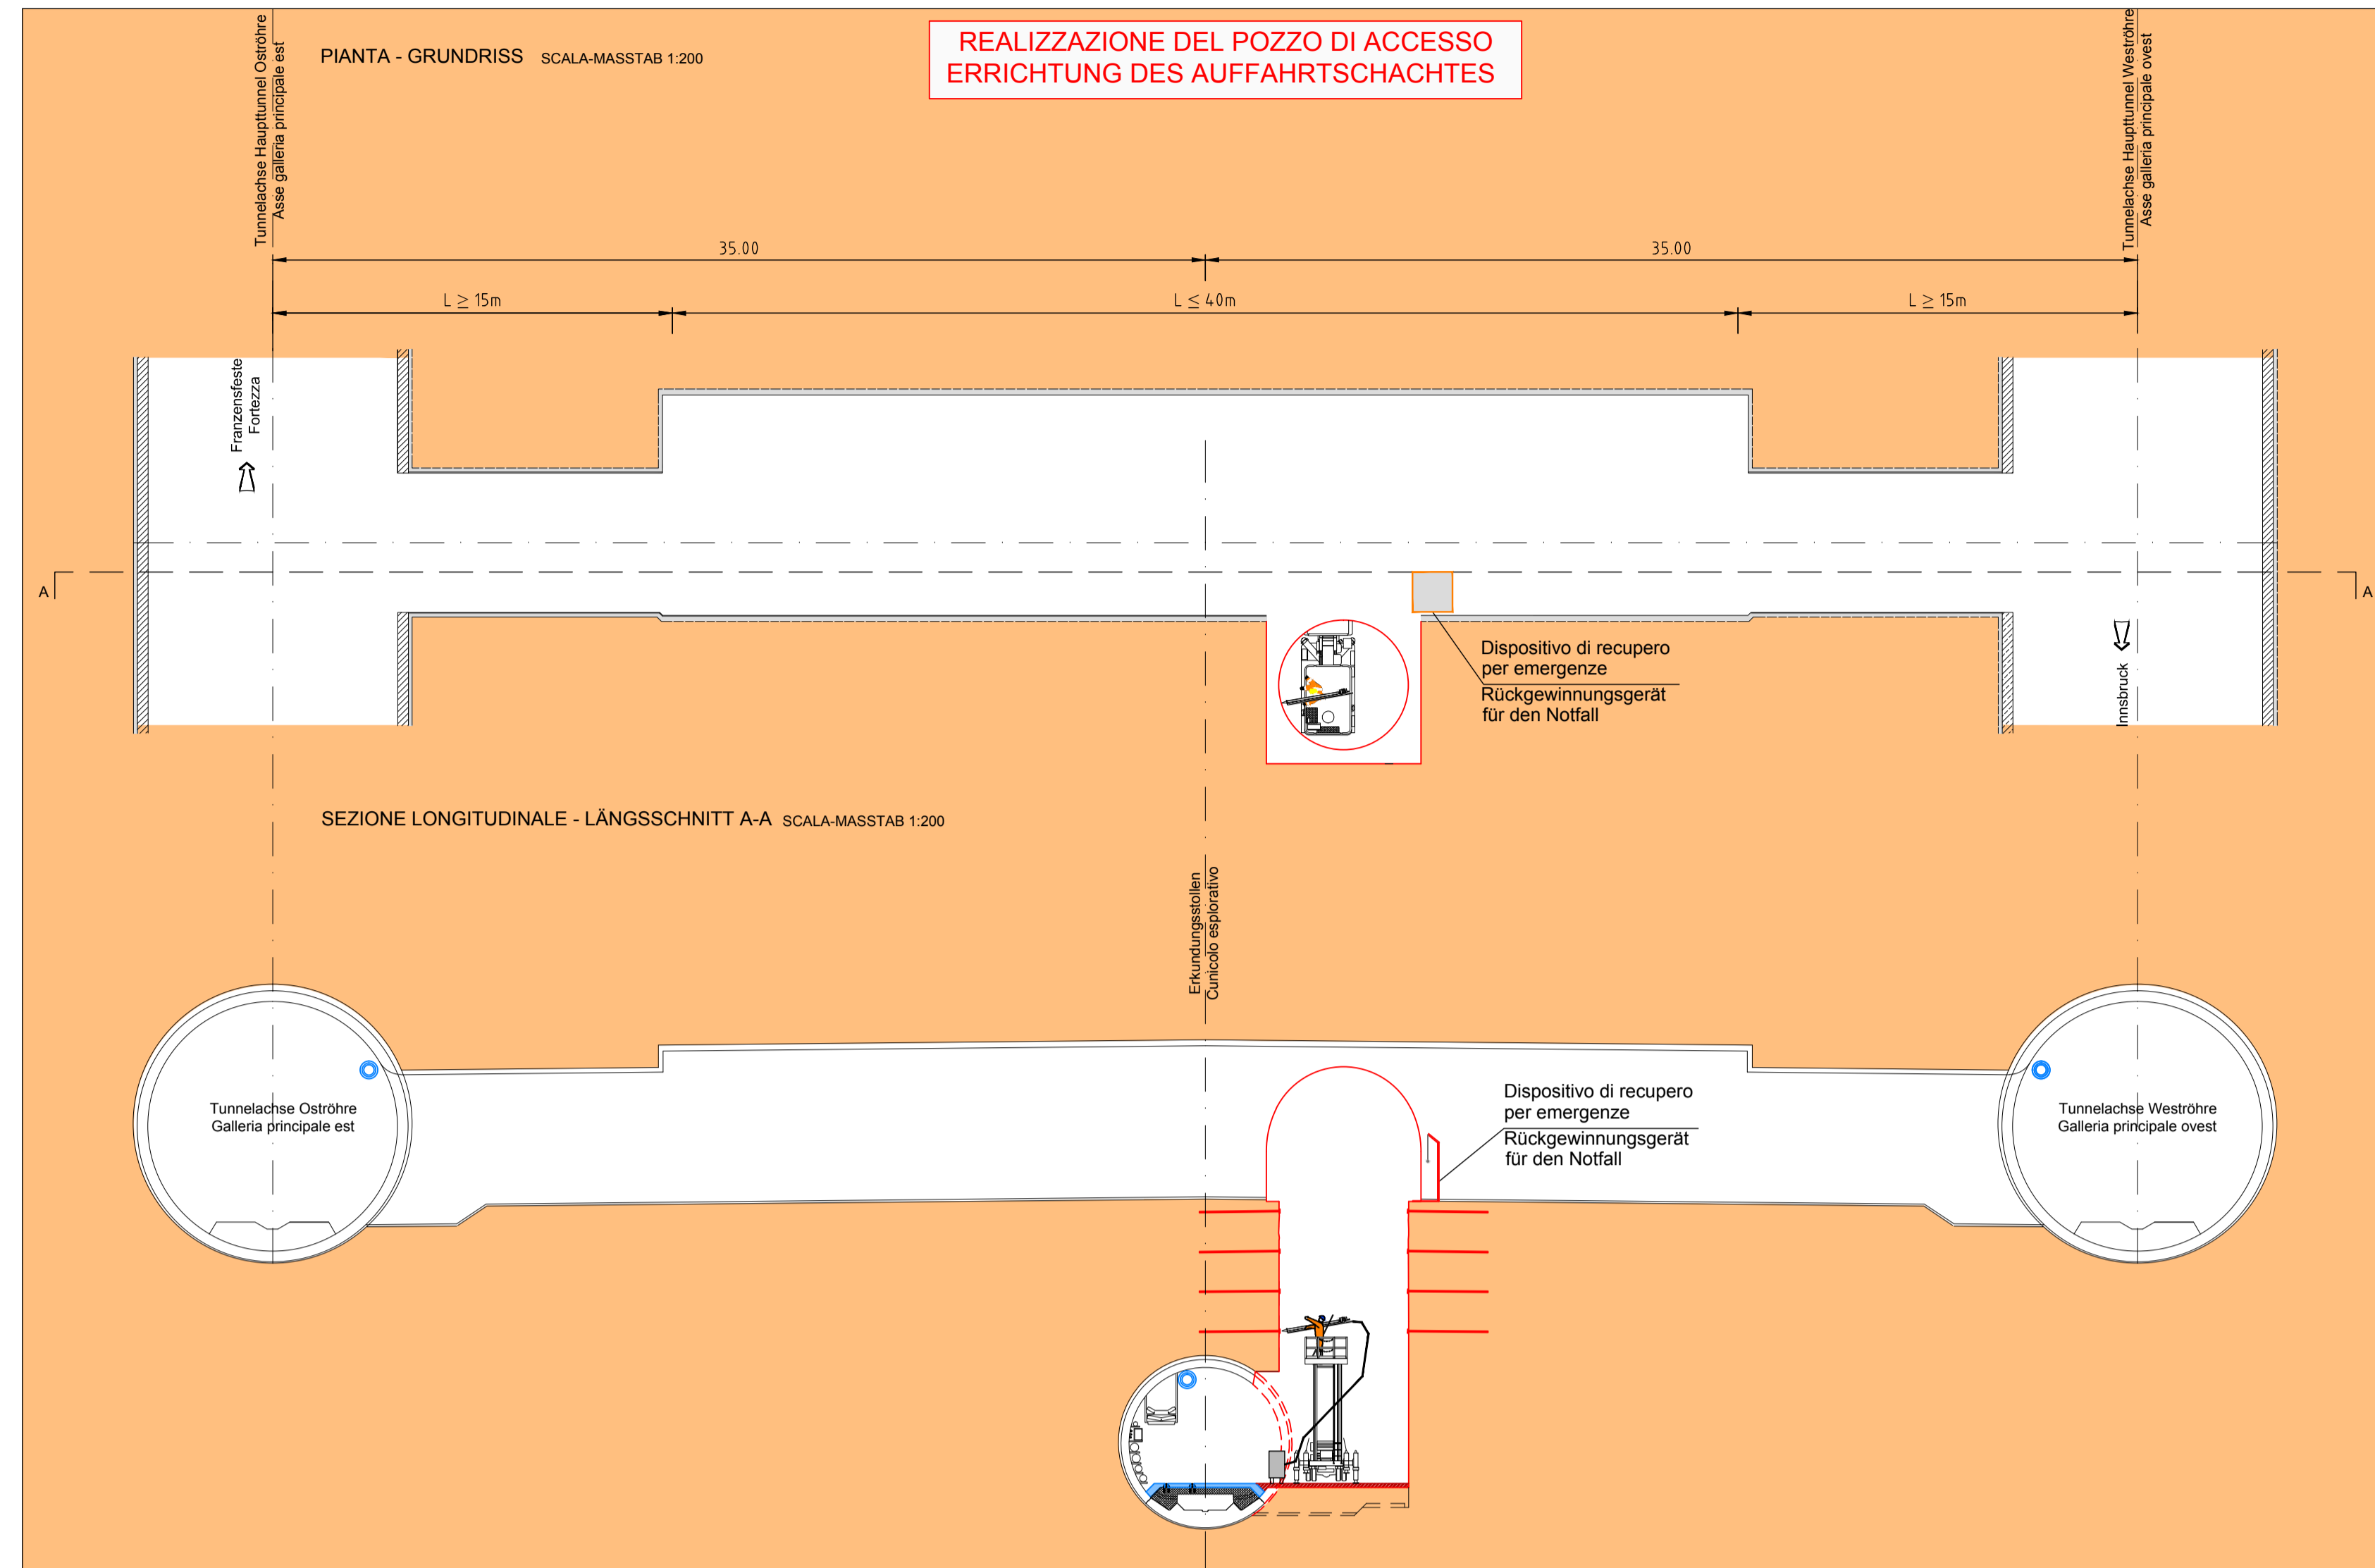 Tunnelachse Haupttunnel Oströhre
Asse galleria principale est
PIANTA - GRUNDRISS SCALA-MASSTAB 1:200
REALIZZAZIONE DEL POZZO DI ACCESSO
ERRICHTUNG DES AUFFAHRTSCHACHTES
Tunnelachse Haupttunnel Weströhre
Asse galleria principale ovest
35.00
35.00
L ≥ 15m
L ≤ 40m
L ≥ 15m
Franzensfeste
Fortezza
A
A
Dispositivo di recupero
per emergenze
Rückgewinnungsgerät
für den Notfall
Innsbruck
SEZIONE LONGITUDINALE - LÄNGSSCHNITT A-A SCALA-MASSTAB 1:200
Erkundungsstollen
Cunicolo esplorativo
Tunnelachse Oströhre
Galleria principale est
Dispositivo di recupero
per emergenze
Rückgewinnungsgerät
für den Notfall
Tunnelachse Weströhre
Galleria principale ovest